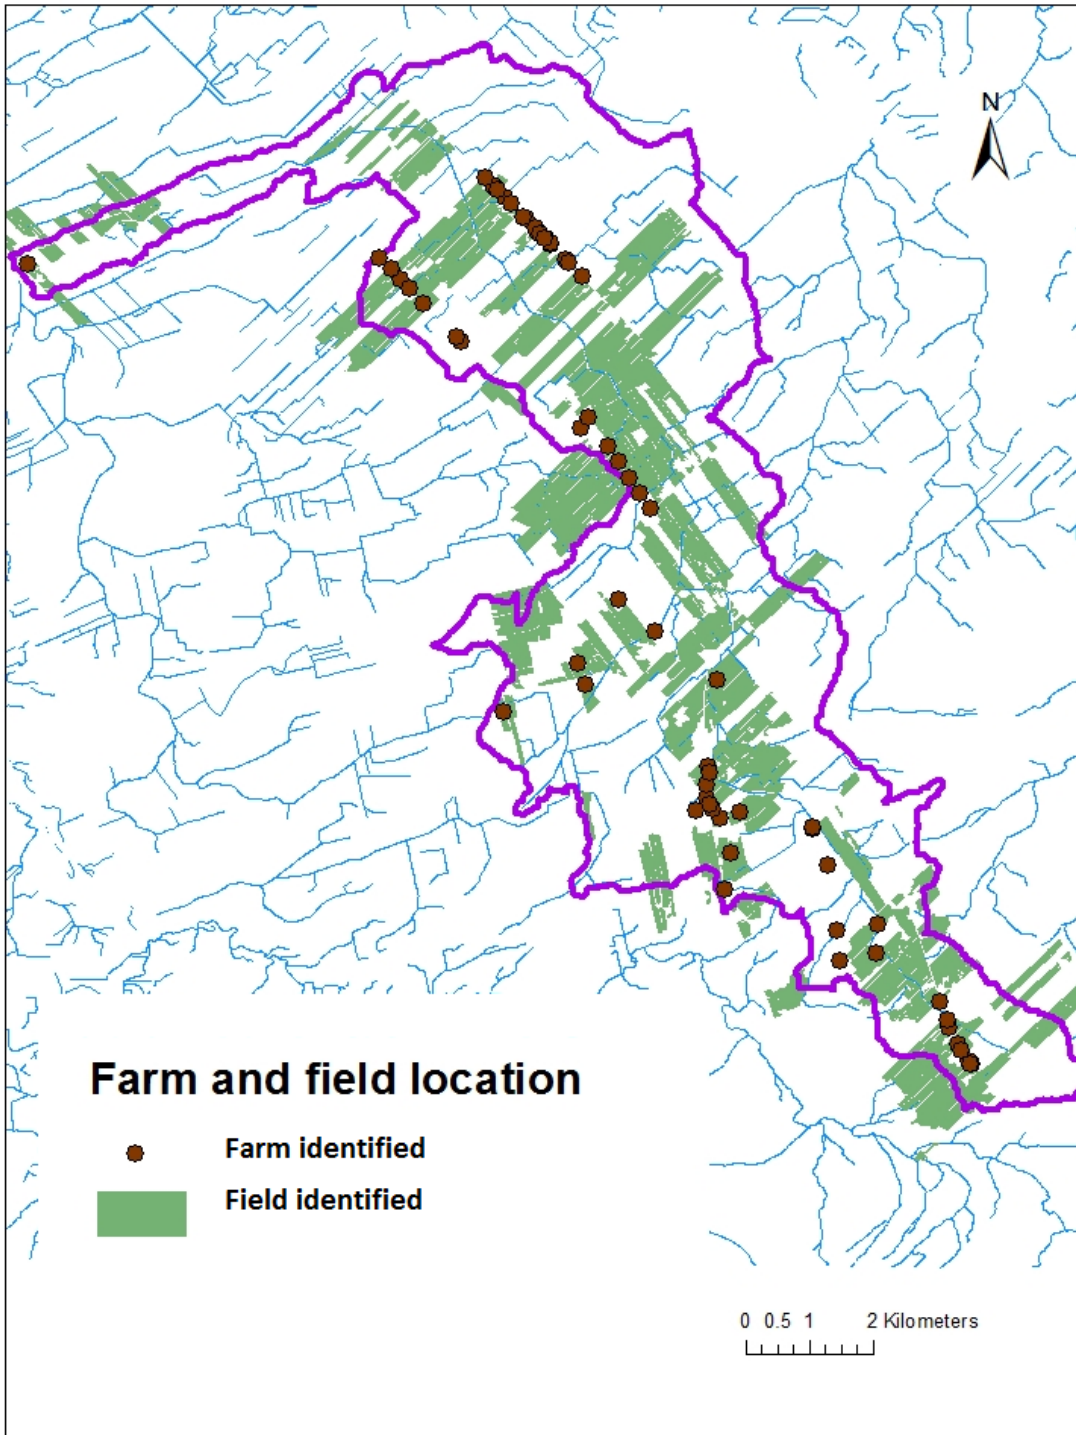 N
Farm and field location
Farm identified
Field identified
0 0.5 1 2 Kilometers